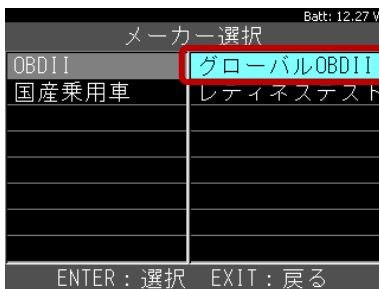 Batt: 12.27 V
メーカー選択
OBDII グローバルOBDII
国産乗用車 レディネステスト
ENTER：選択 EXIT：戻る